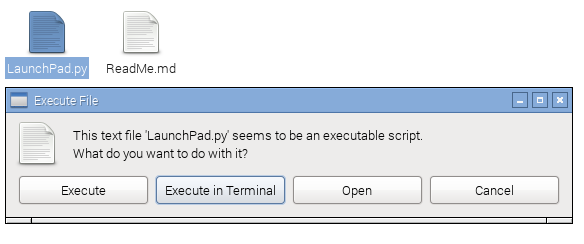 LaunchPad.py
ReadMe.md
Execute File
This text file 'LaunchPad.py' seems to be an executable script.
What do you want to do with it?
Execute
Execute in Terminal
Open
Cancel